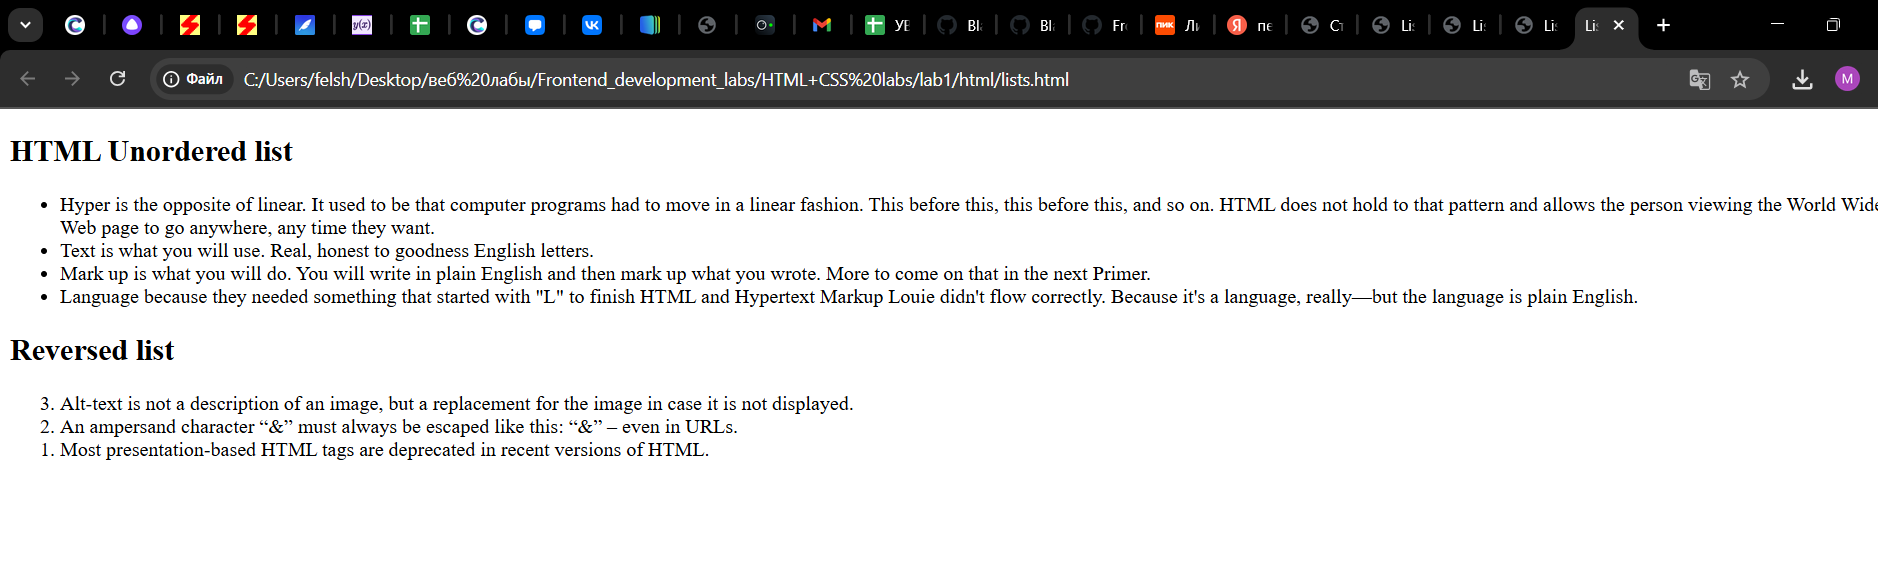 y(x)
УЕ
Bl
Bl
Fr
ПИК
Ли
Я
пе
Ст
Li
Li
Li
Li
Файл
C:/Users/felsh/Desktop/веб%20лабы/Frontend_development_labs/HTML+CSS%20labs/lab1/html/lists.html
M
HTML Unordered list
• Hyper is the opposite of linear. It used to be that computer programs had to move in a linear fashion. This before this, this before this, and so on. HTML does not hold to that pattern and allows the person viewing the World Wide
Web page to go anywhere, any time they want.
• Text is what you will use. Real, honest to goodness English letters.
• Mark up is what you will do. You will write in plain English and then mark up what you wrote. More to come on that in the next Primer.
• Language because they needed something that started with "L" to finish HTML and Hypertext Markup Louie didn't flow correctly. Because it's a language, really—but the language is plain English.
Reversed list
3. Alt-text is not a description of an image, but a replacement for the image in case it is not displayed.
2. An ampersand character “&” must always be escaped like this: “&” – even in URLs.
1. Most presentation-based HTML tags are deprecated in recent versions of HTML.